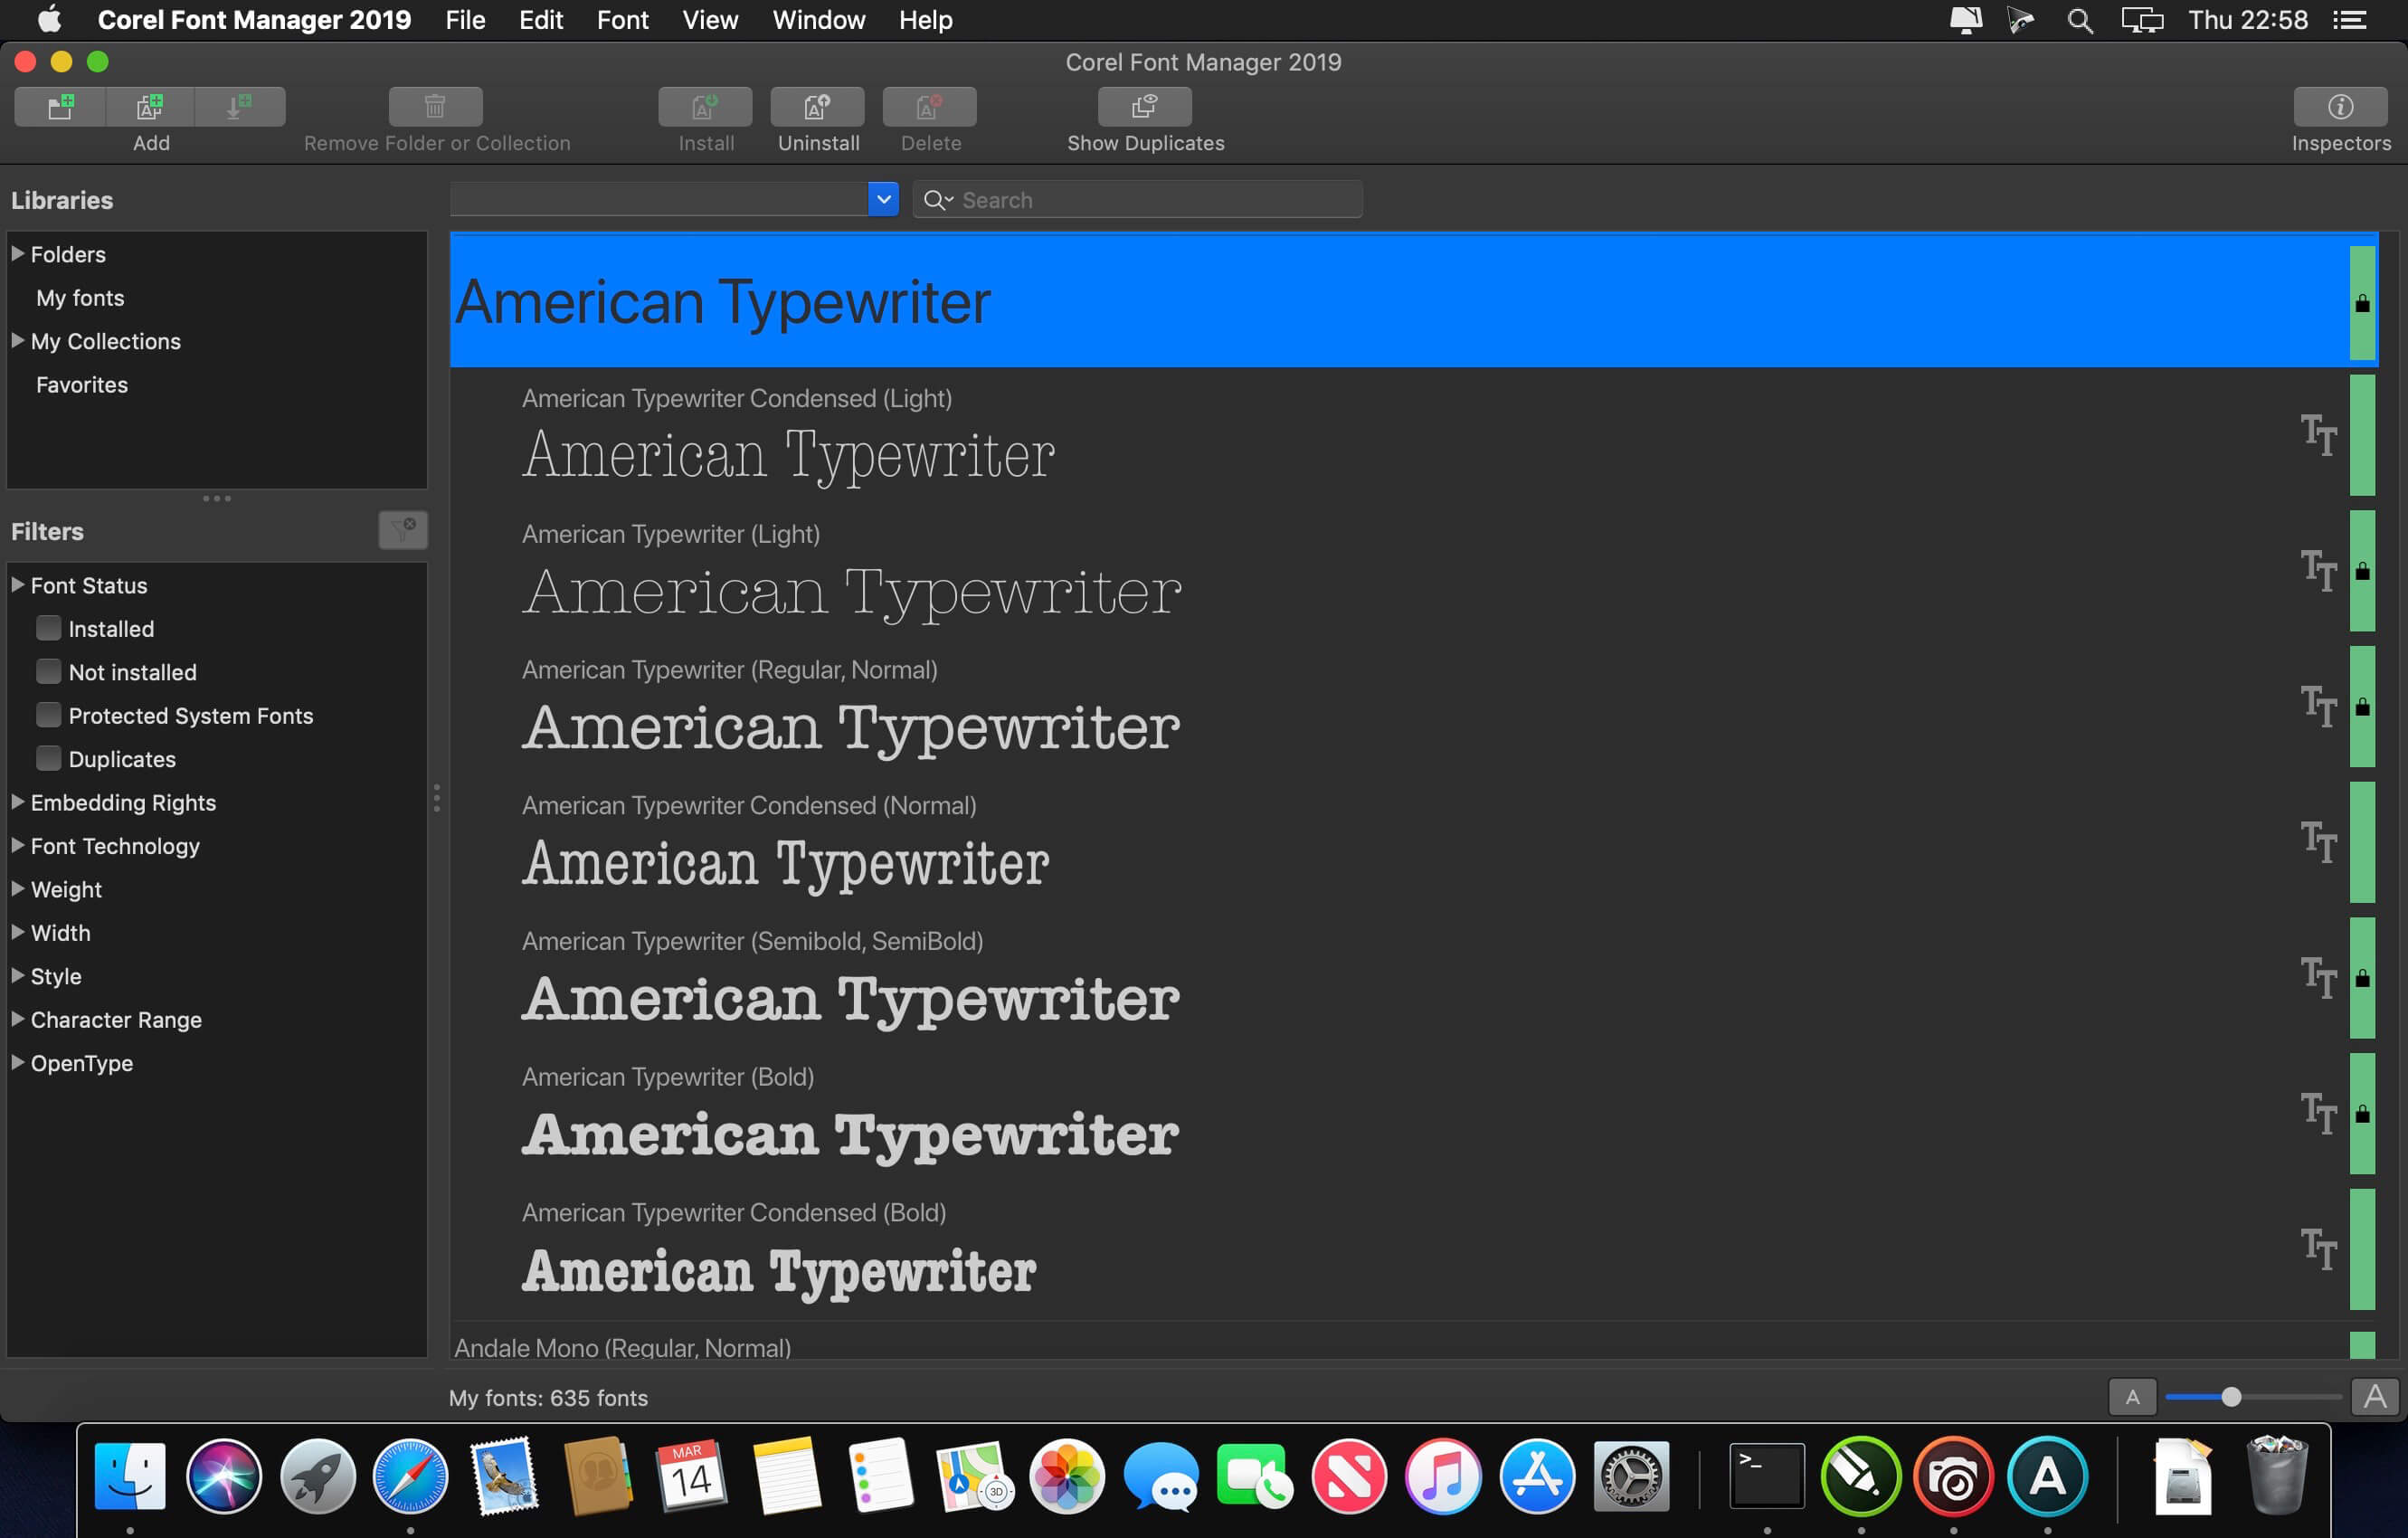 Corel Font Manager 2019 File Edit Font View Window Help Thu 22:58
Corel Font Manager 2019
Add Remove Folder or Collection Install Uninstall Delete Show Duplicates Inspectors
Libraries
Search
Folders
My fonts
My Collections
Favorites
Filters
Font Status
Installed
Not installed
Protected System Fonts
Duplicates
Embedding Rights
Font Technology
Weight
Width
Style
Character Range
OpenType
American Typewriter
American Typewriter Condensed (Light)
American Typewriter
American Typewriter (Light)
American Typewriter
American Typewriter (Regular, Normal)
American Typewriter
American Typewriter Condensed (Normal)
American Typewriter
American Typewriter (Semibold, SemiBold)
American Typewriter
American Typewriter (Bold)
American Typewriter
American Typewriter Condensed (Bold)
American Typewriter
Andale Mono (Regular, Normal)
My fonts: 635 fonts
A A
MAR
14
3D
>_
A